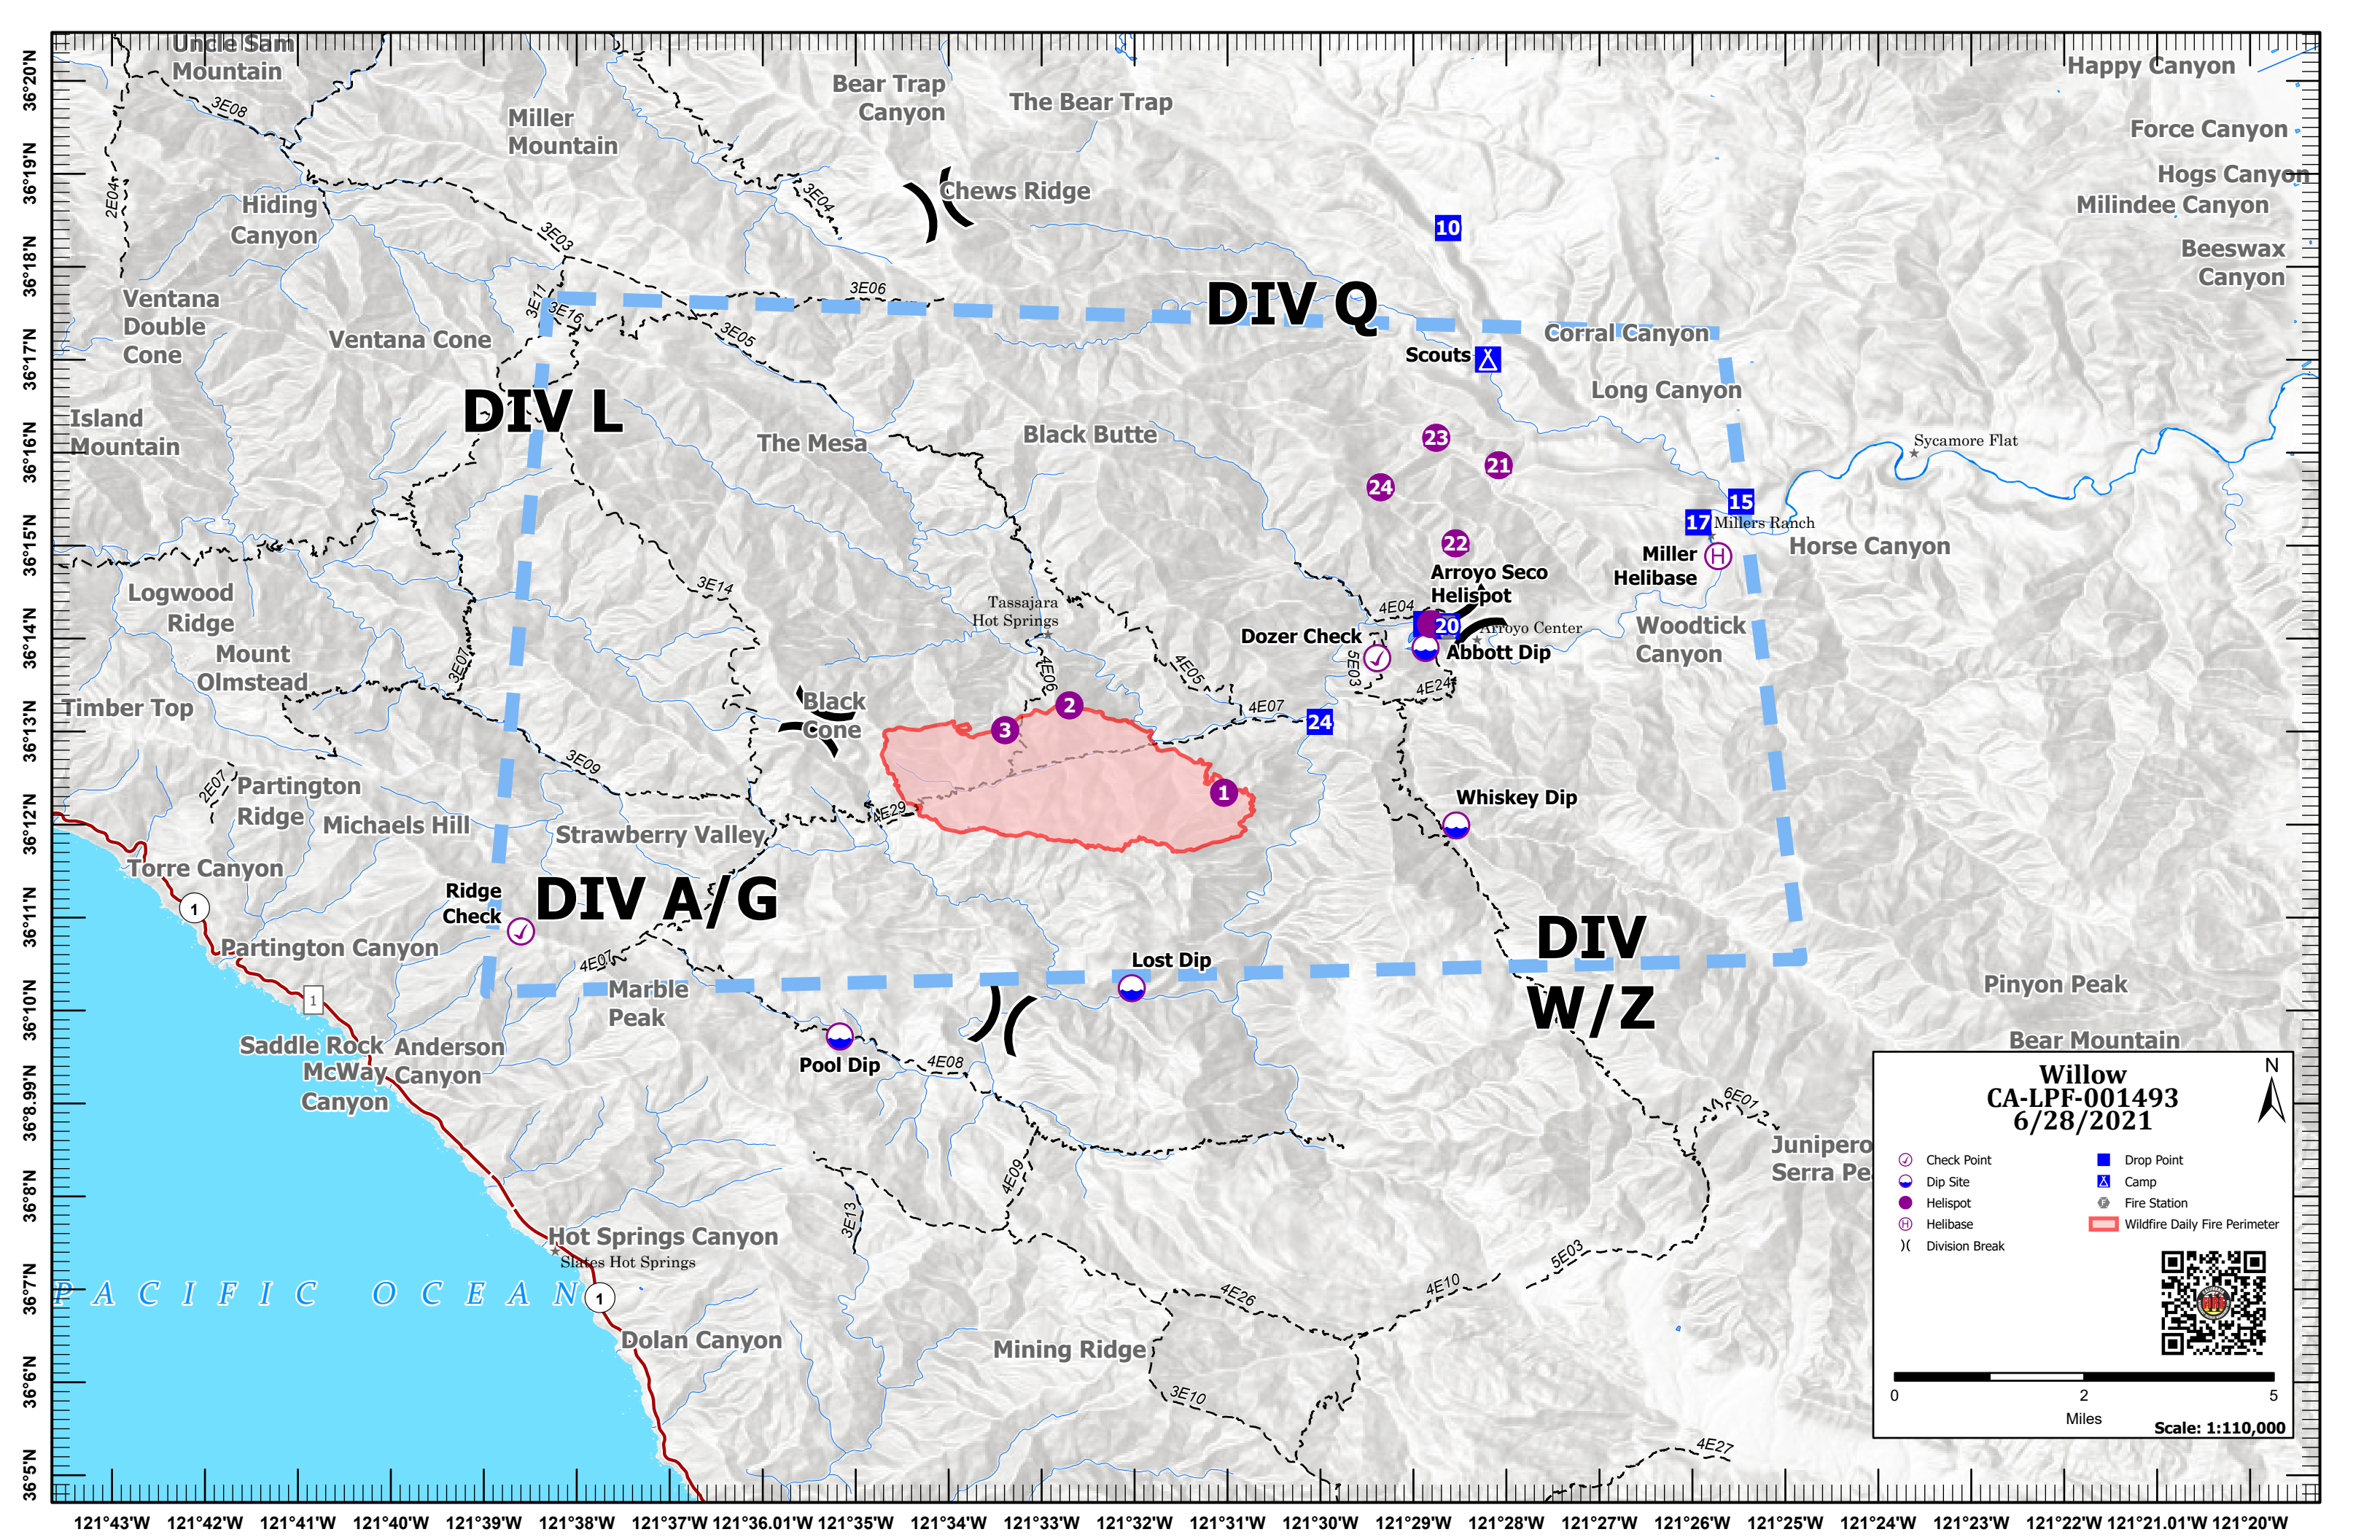 Uncle Sam
Mountain
3E08
Miller
Mountain
Bear Trap
Canyon
The Bear Trap
Happy Canyon
Force Canyon
Hogs Canyon
Milindee Canyon
Beeswax
Canyon
2E04
Hiding
Canyon
3E04
Chews Ridge
10
3E03
Ventana
Double
Cone
Ventana Cone
3E11
3E16
3E06
3E05
DIV Q
Scouts
Corral Canyon
Long Canyon
DIV L
Island
Mountain
The Mesa
Black Butte
23
21
24
22
Sycamore Flat
15
17
Millers Ranch
Miller
Helibase
H
Horse Canyon
Logwood
Ridge
Mount
Olmstead
3E14
3E07
Tassajara
Hot Springs
Arroyo Seco
Helispot
4E04
20
Arroyo Center
Dozer Check
Abbott Dip
5E03
4E24
Woodtick
Canyon
Timber Top
4E06
4E05
4E07
24
Black
Cone
2
3
1
3E09
2E07
Partington
Ridge
Michaels Hill
Strawberry Valley
4E29
Whiskey Dip
Torre Canyon
1
Ridge
Check
DIV A/G
Partington Canyon
4E07
Lost Dip
DIV
W/Z
1
Marble
Peak
Pinyon Peak
Saddle Rock
Anderson
Canyon
McWay
Canyon
Pool Dip
4E08
Bear Mountain
6E01
Junipero
Serra Pe
4E09
3E13
Hot Springs Canyon
Slates Hot Springs
PACIFIC OCEAN
1
5E03
4E10
4E26
Dolan Canyon
Mining Ridge
3E10
4E27
Willow
CA-LPF-001493
6/28/2021
N
Check Point
Dip Site
Helispot
H Helibase
)( Division Break
Drop Point
Camp
F Fire Station
Wildfire Daily Fire Perimeter
0 2 5
Miles
Scale: 1:110,000
36°20'N
36°19'N
36°18'N
36°17'N
36°16'N
36°15'N
36°14'N
36°13'N
36°12'N
36°11'N
36°10'N
36°8.99'N
36°8'N
36°7'N
36°6'N
36°5'N
121°43'W 121°42'W 121°41'W 121°40'W 121°39'W 121°38'W 121°37'W 121°36.01'W 121°35'W 121°34'W 121°33'W 121°32'W 121°31'W 121°30'W 121°29'W 121°28'W 121°27'W 121°26'W 121°25'W 121°24'W 121°23'W 121°22'W 121°21.01'W 121°20'W